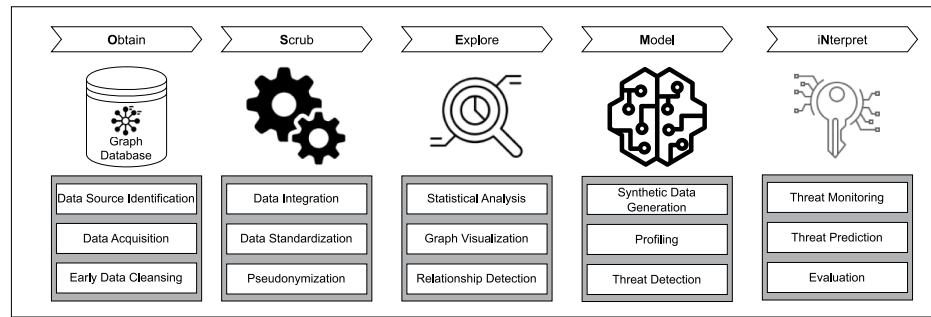 Obtain
Scrub
Explore
Model
iNterpret
Graph
Database
Data Source Identification
Data Acquisition
Early Data Cleansing
Data Integration
Data Standardization
Pseudonymization
Statistical Analysis
Graph Visualization
Relationship Detection
Synthetic Data
Generation
Profiling
Threat Detection
Threat Monitoring
Threat Prediction
Evaluation